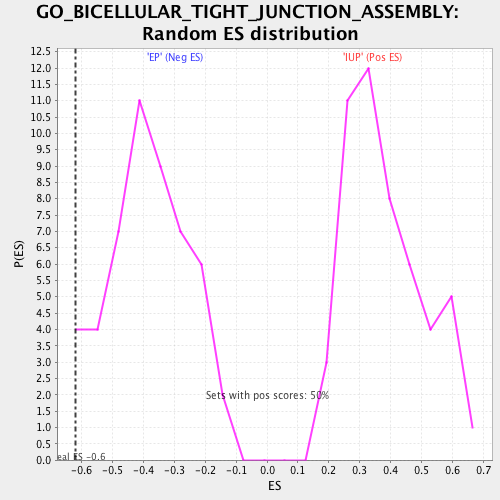 GO_BICELLULAR_TIGHT_JUNCTION_ASSEMBLY:
Random ES distribution
'EP' (Neg ES)
'IUP' (Pos ES)
12.5
12.0
11.5
11.0
10.5
10.0
9.5
9.0
8.5
8.0
7.5
7.0
6.5
6.0
5.5
5.0
4.5
4.0
3.5
3.0
2.5
2.0
1.5
1.0
0.5
0.0
P(ES)
Sets with pos scores: 50%
eal ES -0.6
-0.6 -0.5 -0.4 -0.3 -0.2 -0.1 0.0 0.1 0.2 0.3 0.4 0.5 0.6 0.7
ES